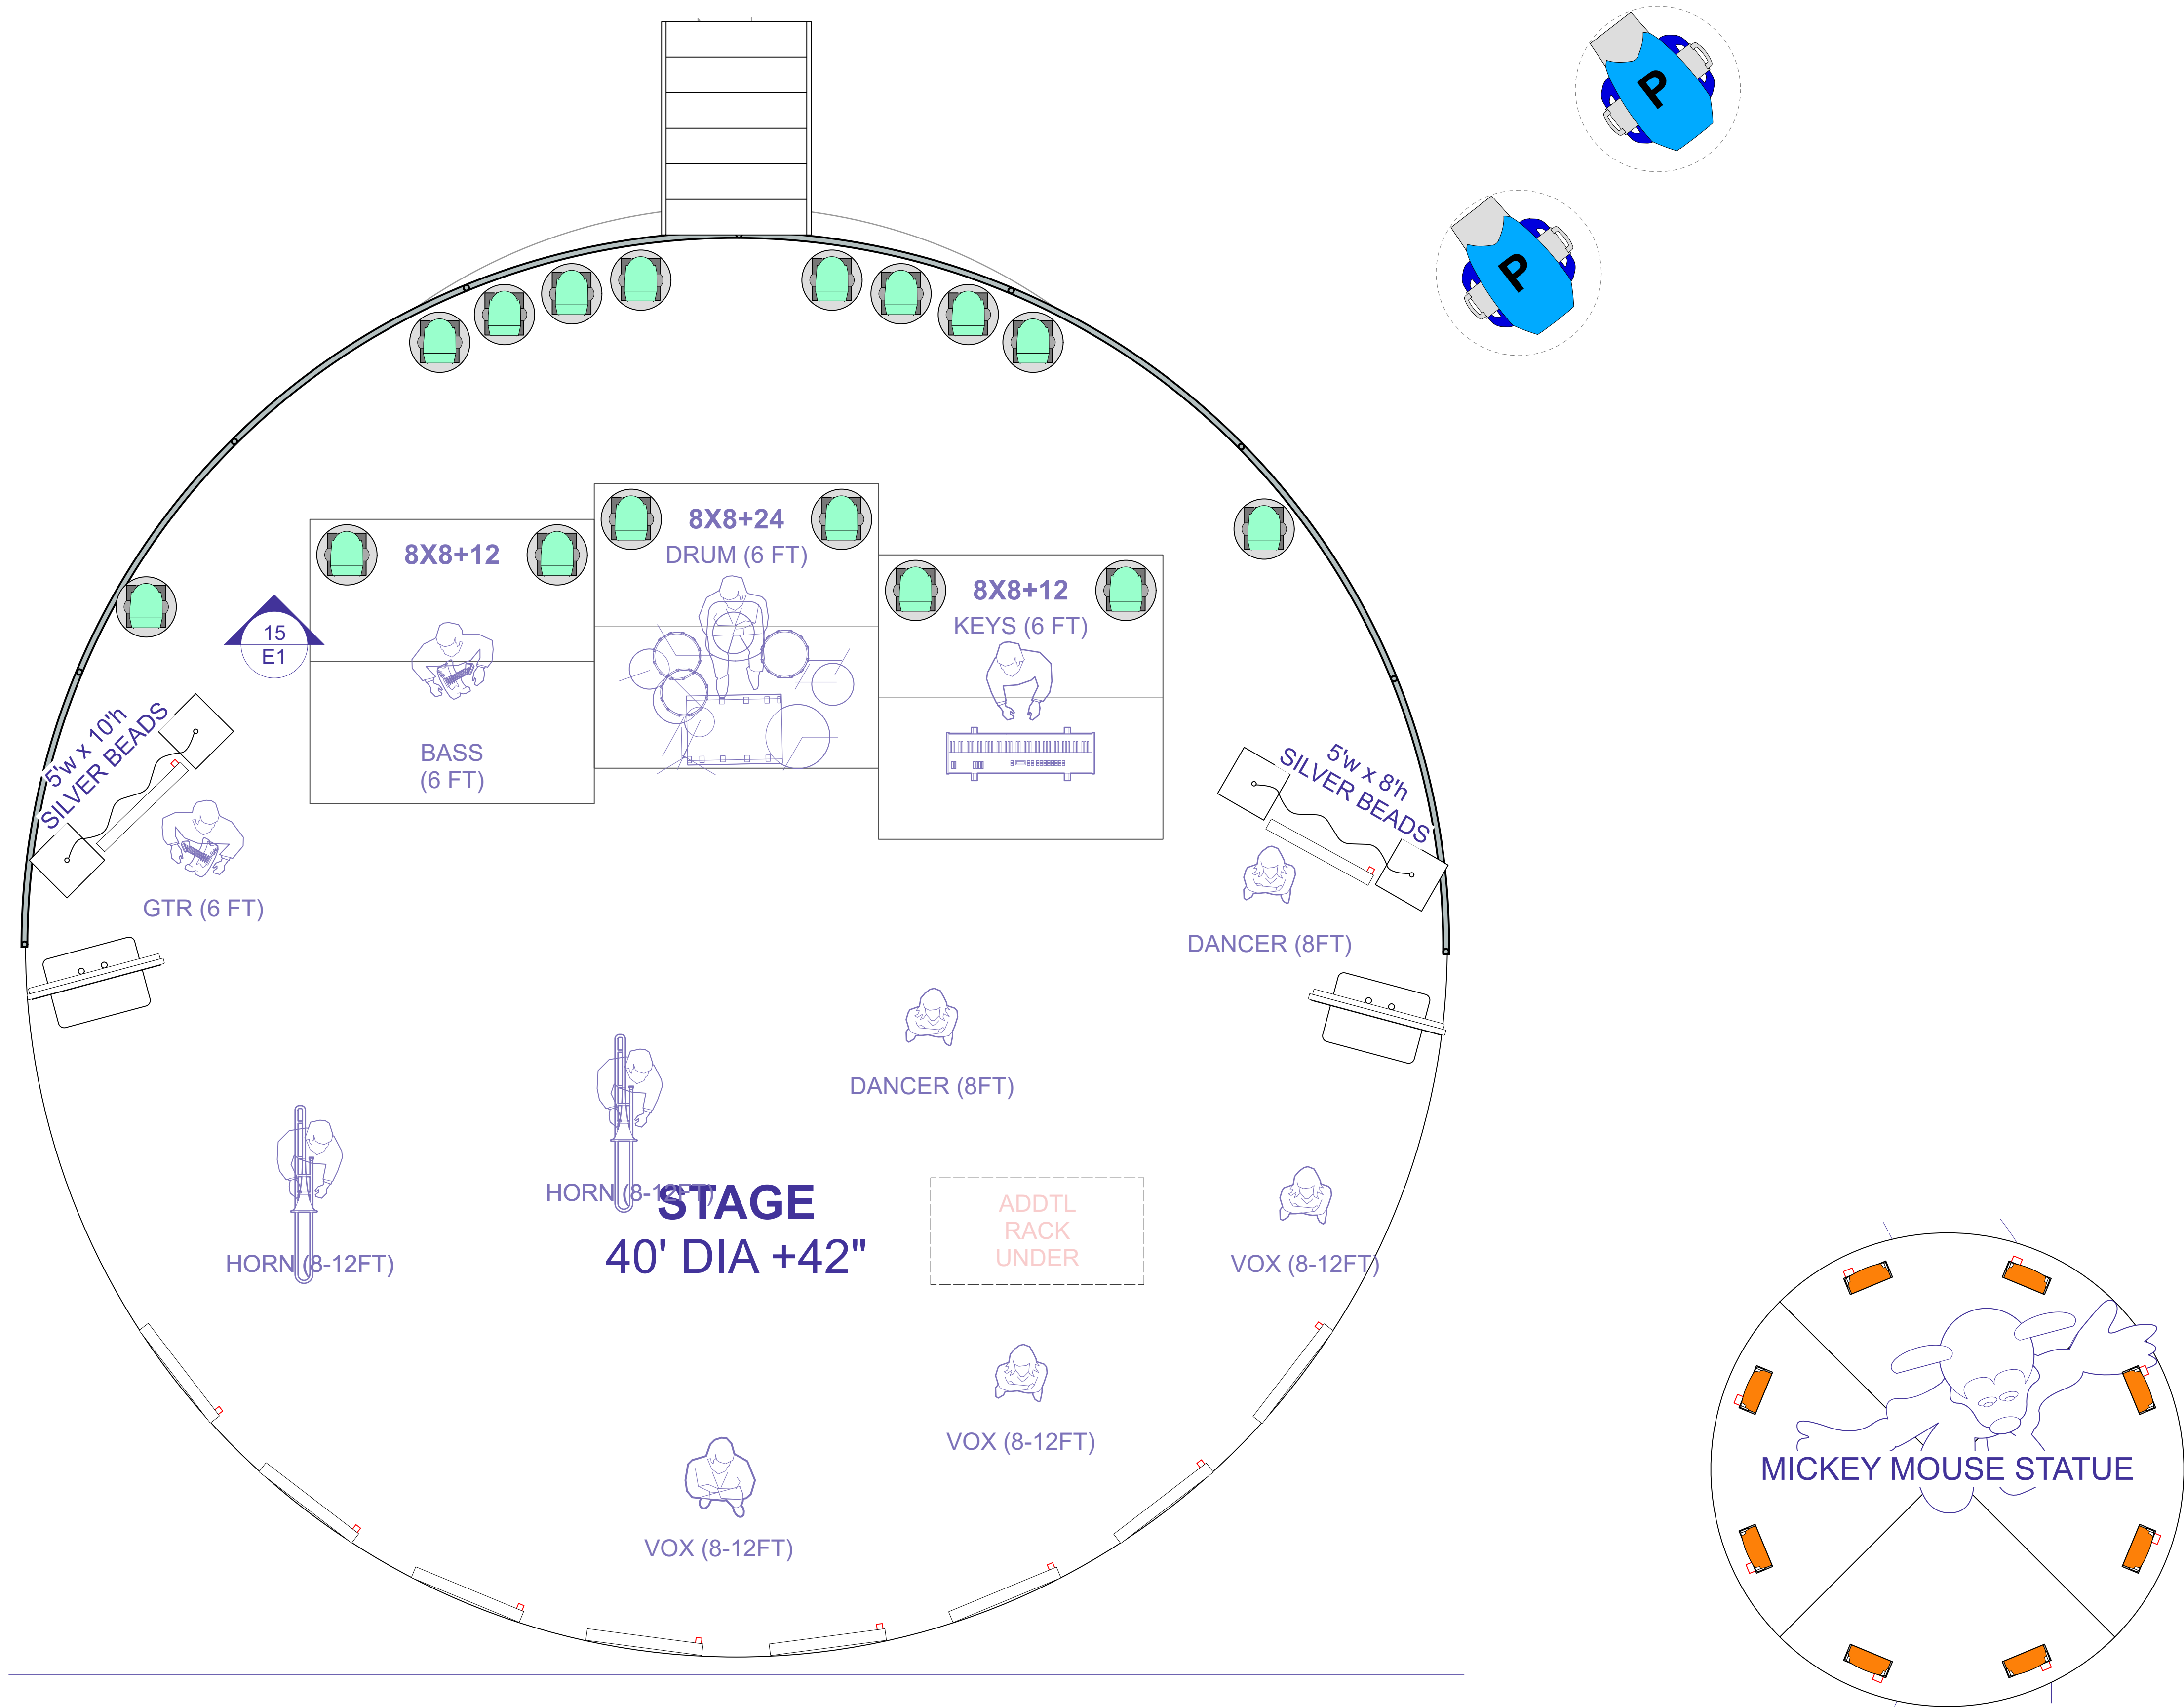 P
P
8X8+24
DRUM (6 FT)
8X8+12
8X8+12
KEYS (6 FT)
15
E1
5'w x 10"h
SILVER BEADS
BASS
(6 FT)
5'w x 8'h
SILVER BEADS
GTR (6 FT)
DANCER (8FT)
DANCER (8FT)
HORN (8-12FT)
STAGE
40' DIA +42"
ADDTL
RACK
UNDER
HORN (8-12FT)
VOX (8-12FT)
VOX (8-12FT)
MICKEY MOUSE STATUE
VOX (8-12FT)